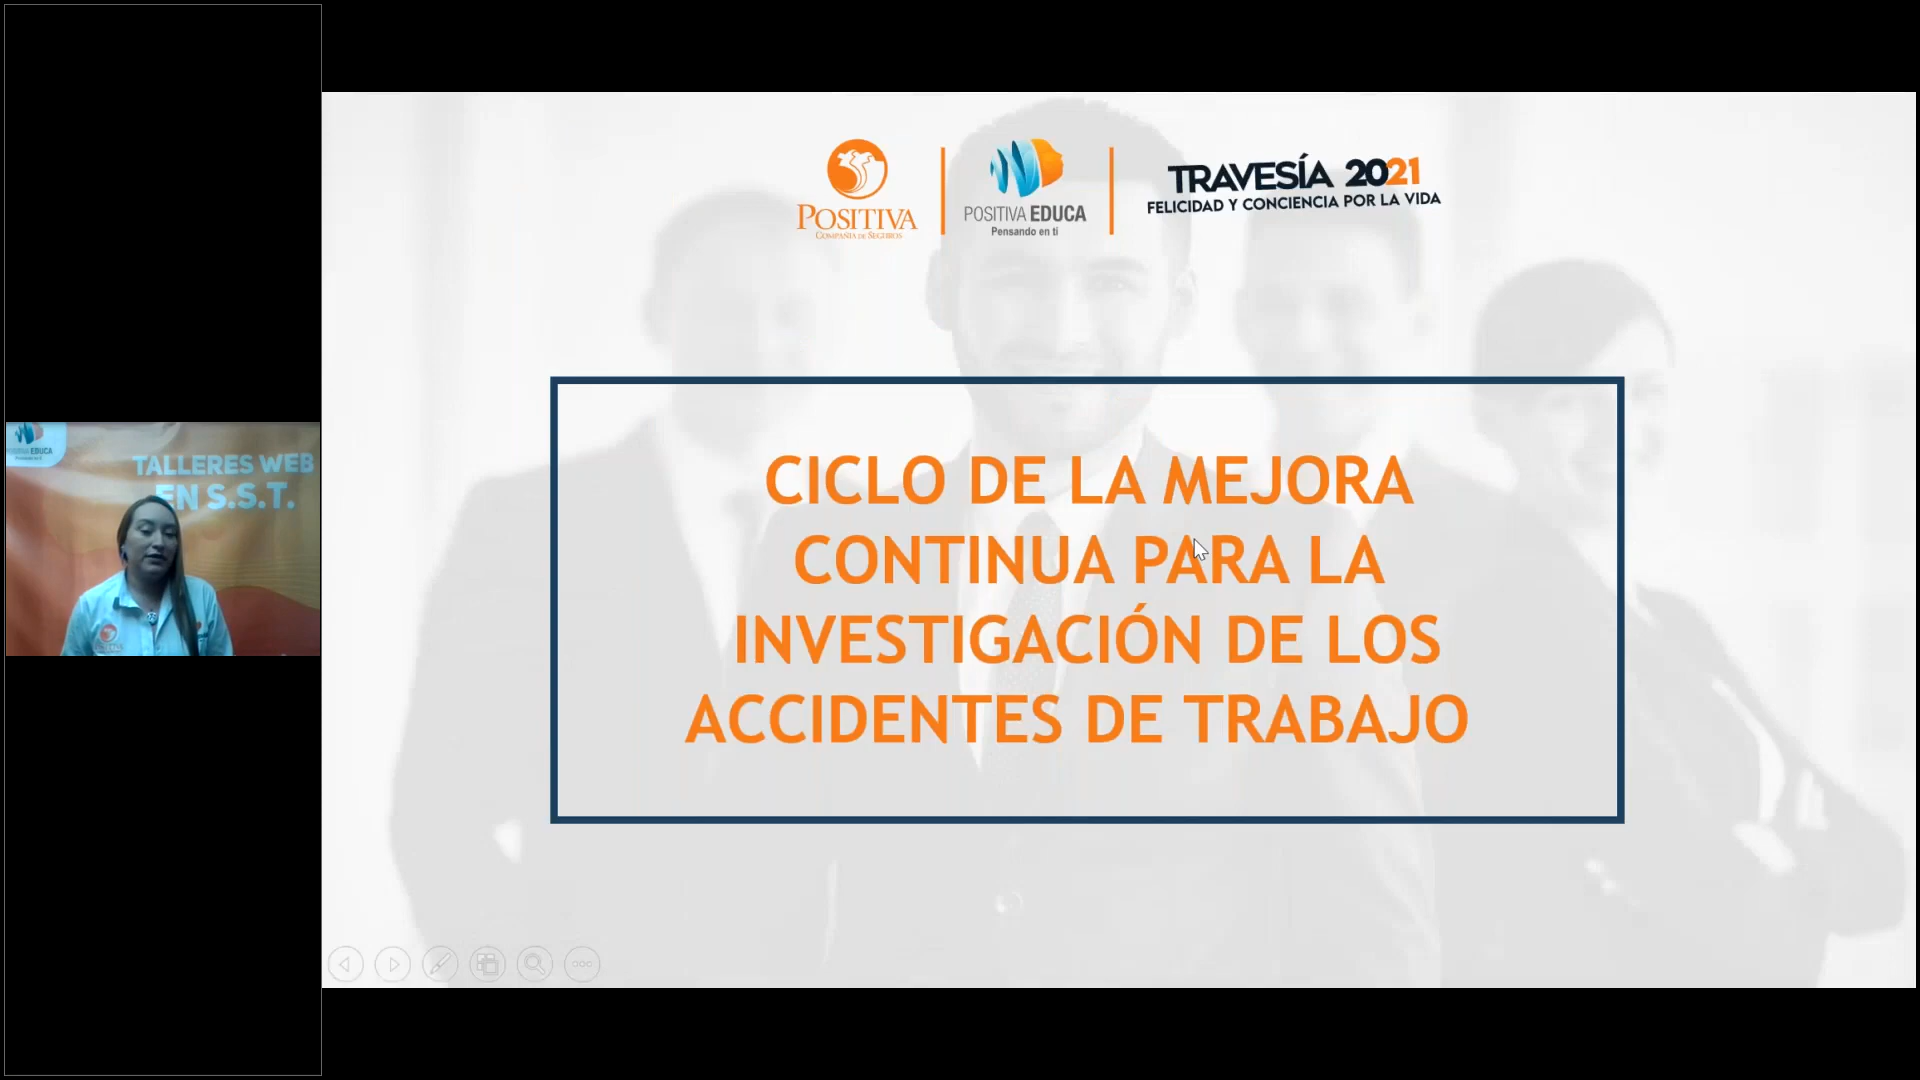 POSITIVA
COMPAÑÍA DE SEGUROS
POSITIVA EDUCA
Pensando en ti
TRAVESÍA 2021
FELICIDAD Y CONCIENCIA POR LA VIDA
CICLO DE LA MEJORA
CONTINUA PARA LA
INVESTIGACIÓN DE LOS
ACCIDENTES DE TRABAJO
EDUCA
TALLERES WEB
EN S.S.T.